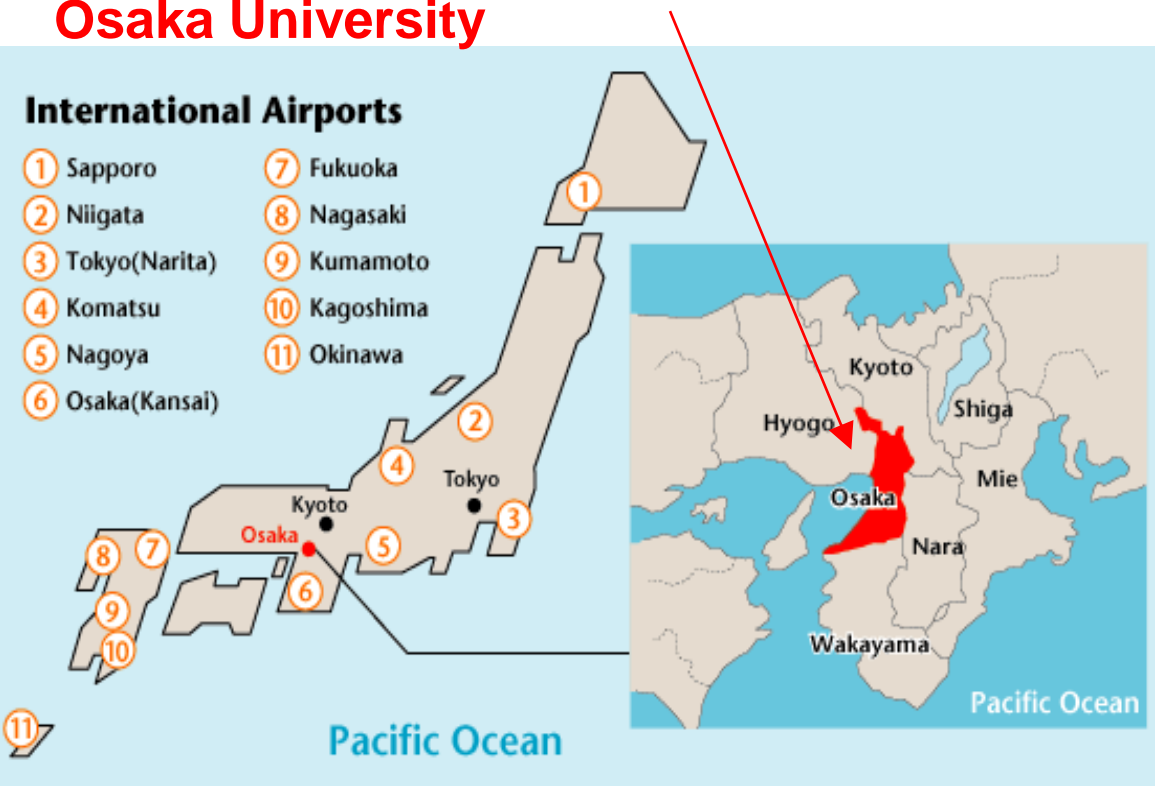 Osaka University
International Airports
1 Sapporo
2 Niigata
3 Tokyo(Narita)
4 Komatsu
5 Nagoya
6 Osaka(Kansai)
7 Fukuoka
8 Nagasaki
9 Kumamoto
10 Kagoshima
11 Okinawa
1
2
4
Tokyo
3
Kyoto
Osaka
5
6
7
8
9
10
11
Pacific Ocean
Kyoto
Shiga
Hyogo
Mie
Osaka
Nara
Wakayama
Pacific Ocean